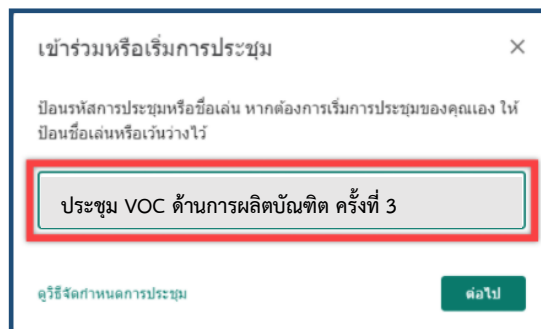 เข้าร่วมหรือเริ่มการประชุม
ป้อนรหัสการประชุมหรือชื่อเล่น หากต้องการเริ่มการประชุมของคุณเอง ให้
ป้อนชื่อเล่นหรือเว้นว่างไว้
ประชุม VOC ด้านการผลิตบัณฑิต ครั้งที่ 3
ดูวิธีจัดกำหนดการประชุม
ต่อไป